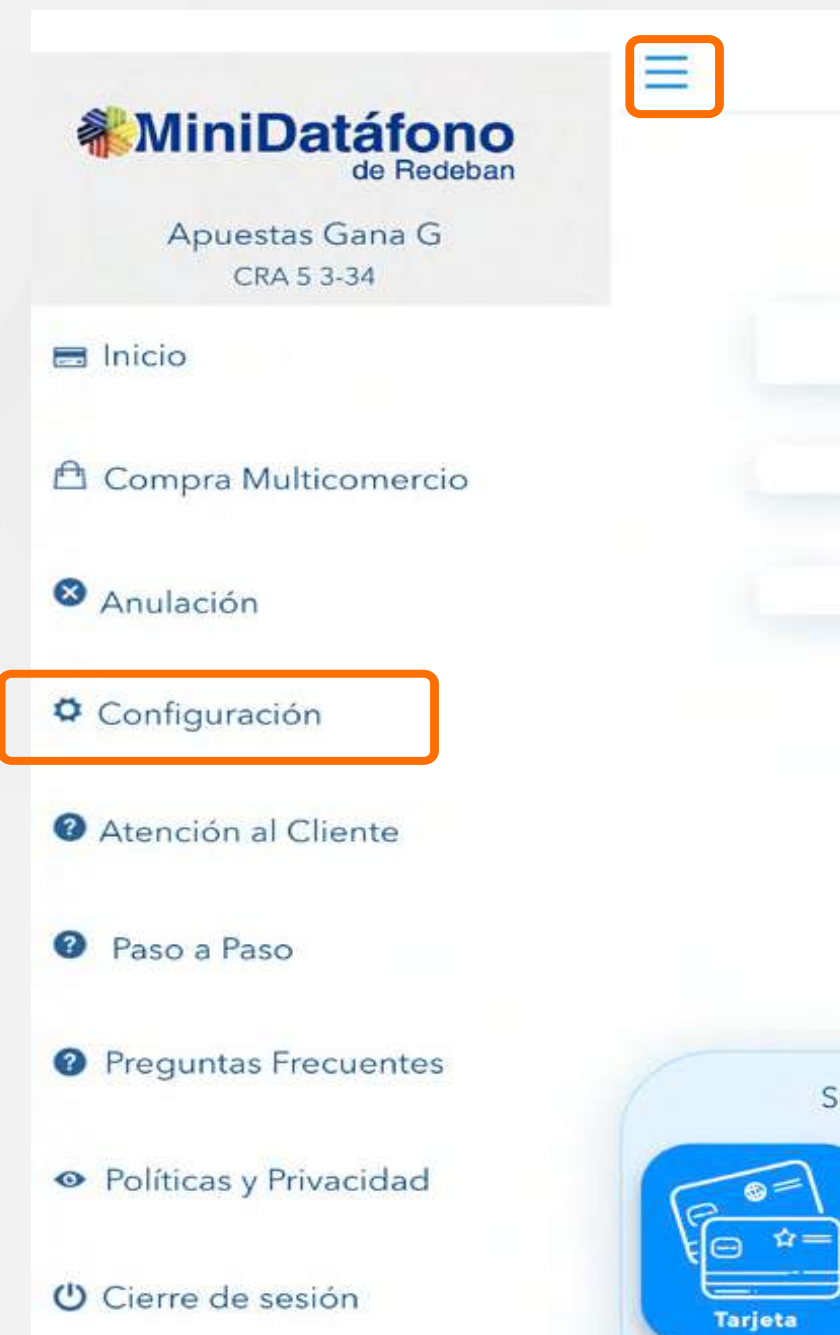 MiniDatáfono
de Redeban
Apuestas Gana G
CRA 5 3-34
Inicio
Compra Multicomercio
Anulación
Configuración
Atención al Cliente
Paso a Paso
Preguntas Frecuentes
Políticas y Privacidad
Cierre de sesión
S
Tarjeta